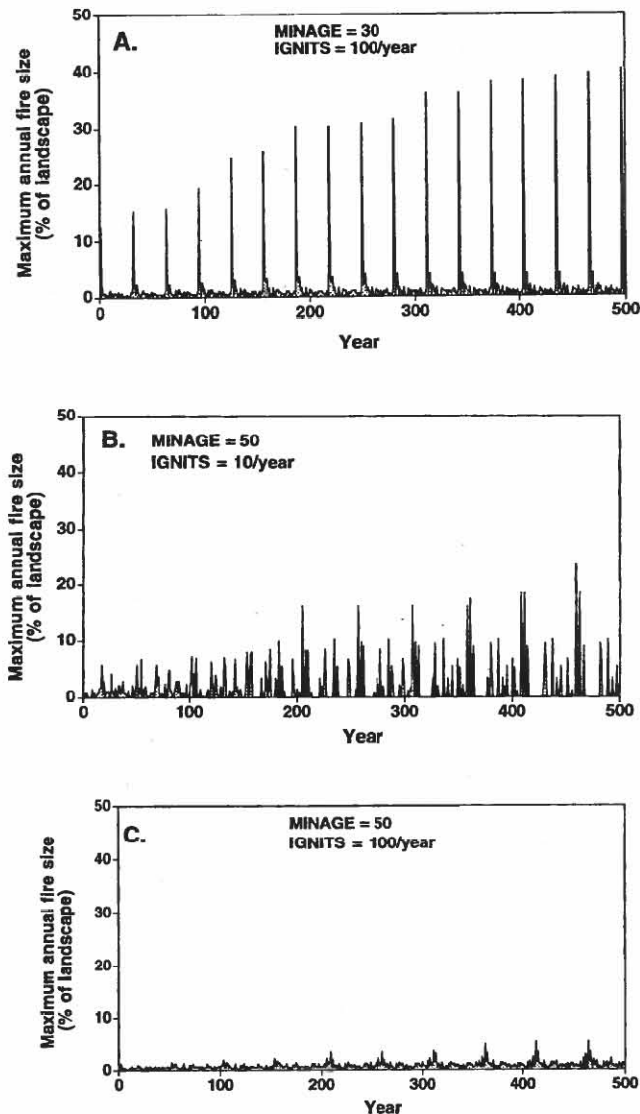 A.
MINAGE = 30
IGNITS = 100/year
Maximum annual fire size
(% of landscape)
50
40
30
20
10
0
0 100 200 300 400 500
Year
B.
MINAGE = 50
IGNITS = 10/year
Maximum annual fire size
(% of landscape)
50
40
30
20
10
0
0 100 200 300 400 500
Year
C.
MINAGE = 50
IGNITS = 100/year
Maximum annual fire size
(% of landscape)
50
40
30
20
10
0
0 100 200 300 400 500
Year